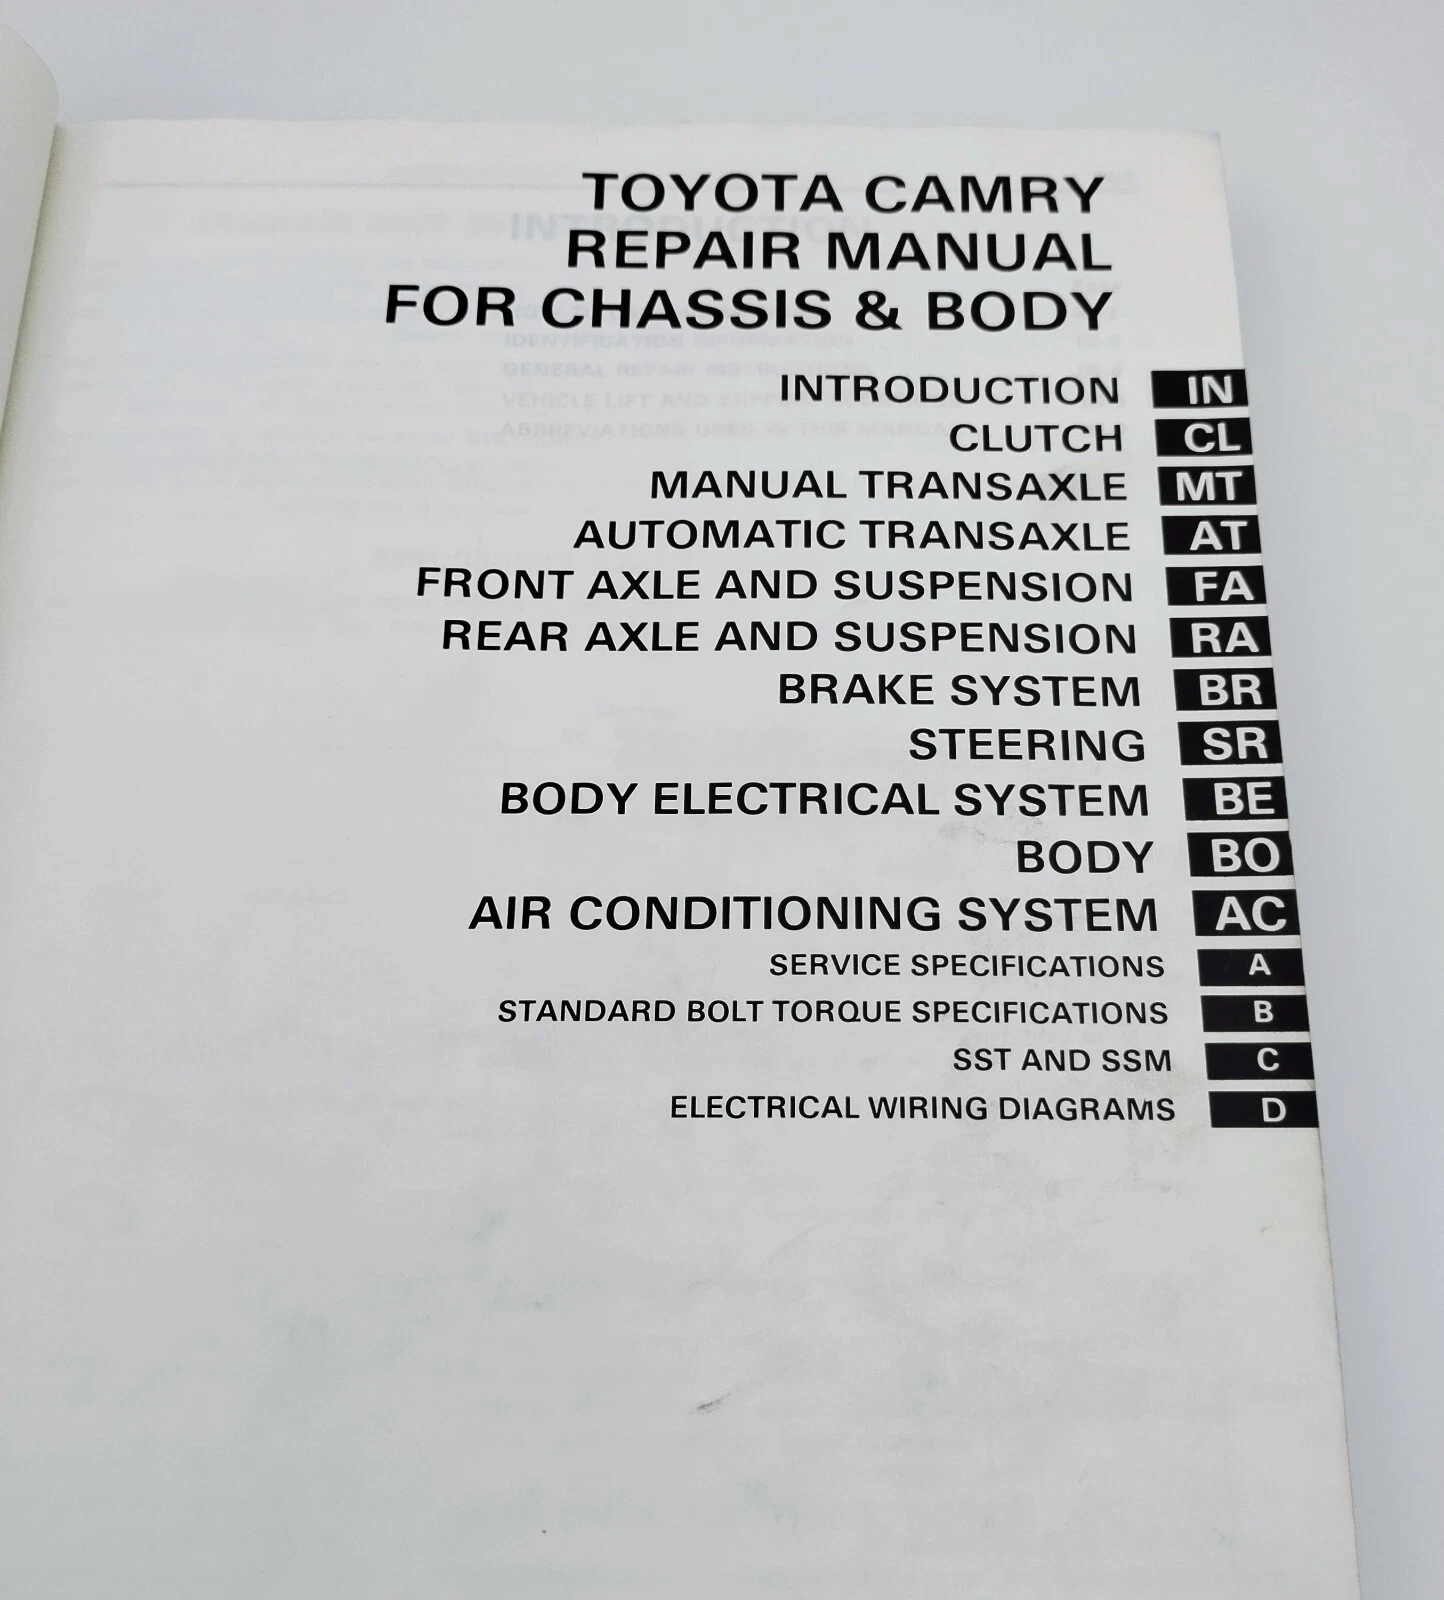 TOYOTA CAMRY
REPAIR MANUAL
FOR CHASSIS & BODY
INTRODUCTION IN
CLUTCH CL
MANUAL TRANSAXLE MT
AUTOMATIC TRANSAXLE AT
FRONT AXLE AND SUSPENSION FA
REAR AXLE AND SUSPENSION RA
BRAKE SYSTEM BR
STEERING SR
BODY ELECTRICAL SYSTEM BE
BODY BO
AIR CONDITIONING SYSTEM AC
SERVICE SPECIFICATIONS A
STANDARD BOLT TORQUE SPECIFICATIONS B
SST AND SSM C
ELECTRICAL WIRING DIAGRAMS D